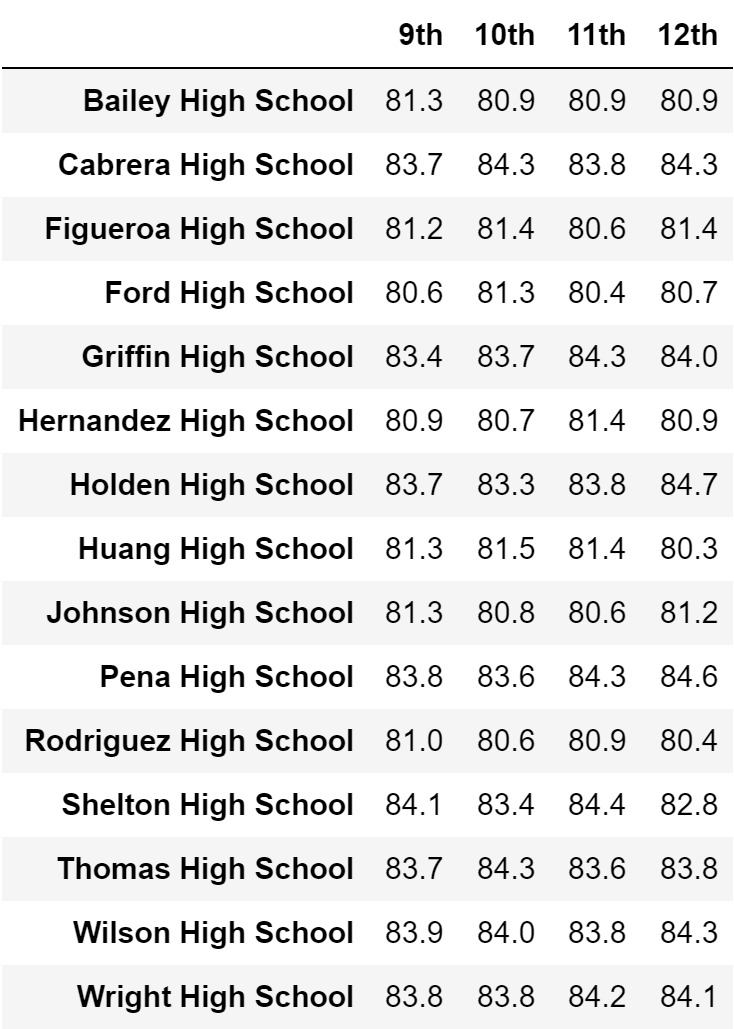 9th 10th 11th 12th
Bailey High School 81.3 80.9 80.9 80.9
Cabrera High School 83.7 84.3 83.8 84.3
Figueroa High School 81.2 81.4 80.6 81.4
Ford High School 80.6 81.3 80.4 80.7
Griffin High School 83.4 83.7 84.3 84.0
Hernandez High School 80.9 80.7 81.4 80.9
Holden High School 83.7 83.3 83.8 84.7
Huang High School 81.3 81.5 81.4 80.3
Johnson High School 81.3 80.8 80.6 81.2
Pena High School 83.8 83.6 84.3 84.6
Rodriguez High School 81.0 80.6 80.9 80.4
Shelton High School 84.1 83.4 84.4 82.8
Thomas High School 83.7 84.3 83.6 83.8
Wilson High School 83.9 84.0 83.8 84.3
Wright High School 83.8 83.8 84.2 84.1